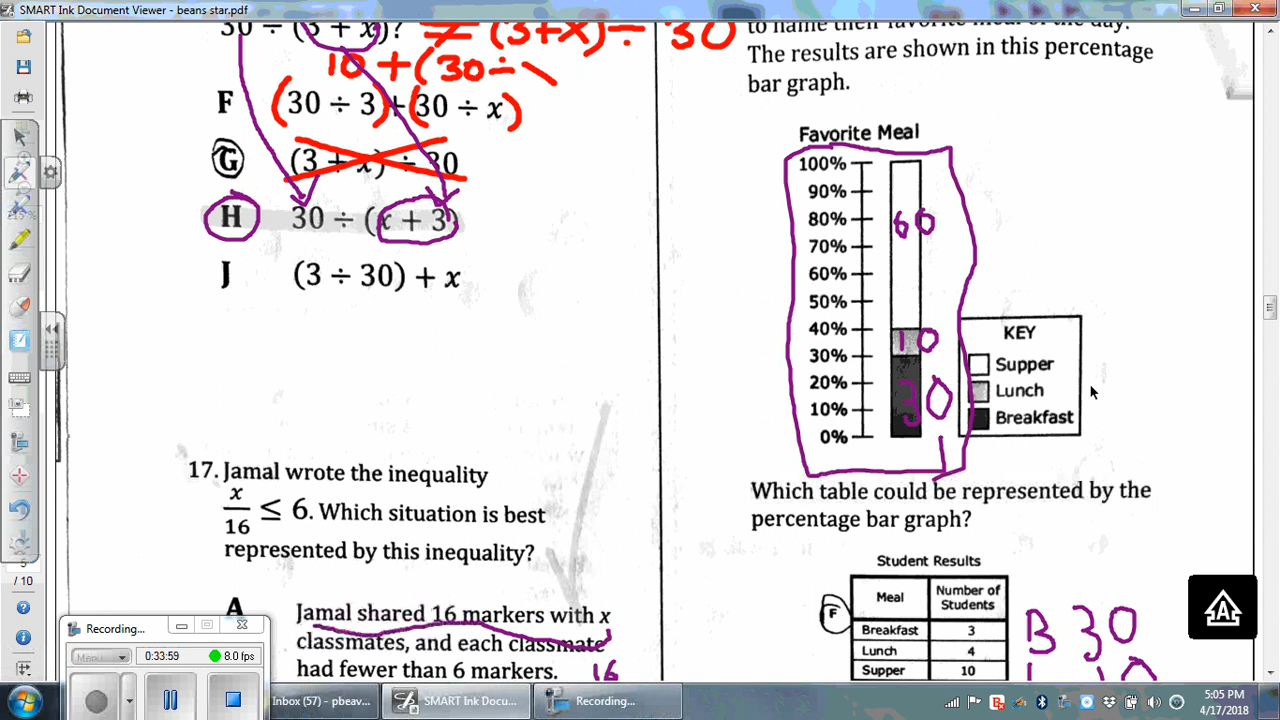 SMART Ink Document Viewer - beans star.pdf
30 ÷ (3 + x)? ≠ (3+x) ÷ 30
10 + (30 ÷
F (30 ÷ 3) + (30 ÷ x)
G (3 + x) ÷ 30
H 30 ÷ (x + 3)
J (3 ÷ 30) + x
17. Jamal wrote the inequality
x/16 ≤ 6. Which situation is best
represented by this inequality?
A Jamal shared 16 markers with x
classmates, and each classmate
had fewer than 6 markers.
16
to name their favorite meal of the day.
The results are shown in this percentage
bar graph.
Favorite Meal
100%
90%
80%
70%
60%
50%
40%
30%
20%
10%
0%
60
10
30
KEY
Supper
Lunch
Breakfast
Which table could be represented by the
percentage bar graph?
Student Results
F
Meal Number of Students
Breakfast 3
Lunch 4
Supper 10
B 30
10
/ 10
Recording...
Menu
0:33:59 8.0 fps
Inbox (57) - pbeav...
SMART Ink Docu...
Recording...
5:05 PM
4/17/2018